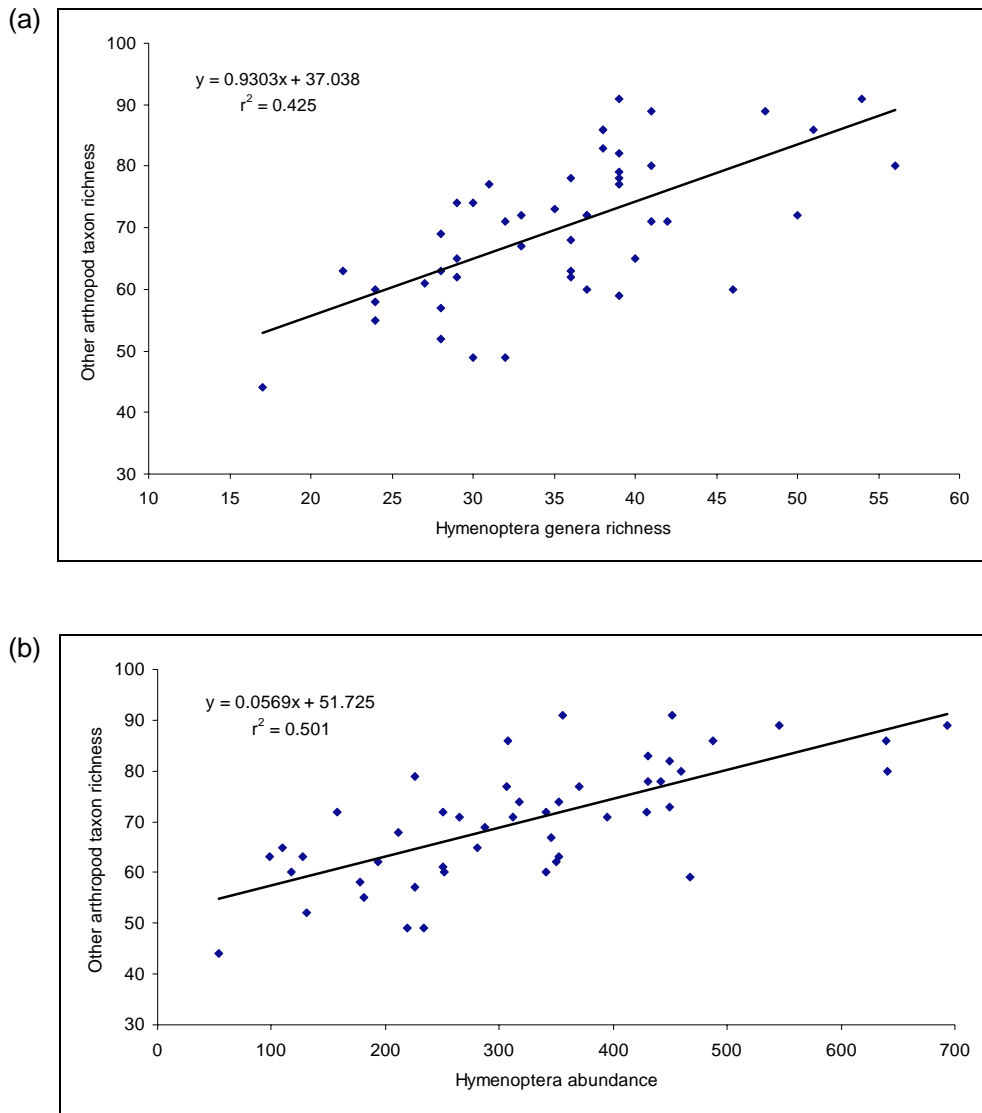 (a)
100
90
80
70
60
50
40
30
Other arthropod taxon richness
y = 0.9303x + 37.038
r² = 0.425
10 15 20 25 30 35 40 45 50 55 60
Hymenoptera genera richness
(b)
100
90
80
70
60
50
40
30
Other arthropod taxon richness
y = 0.0569x + 51.725
r² = 0.501
0 100 200 300 400 500 600 700
Hymenoptera abundance